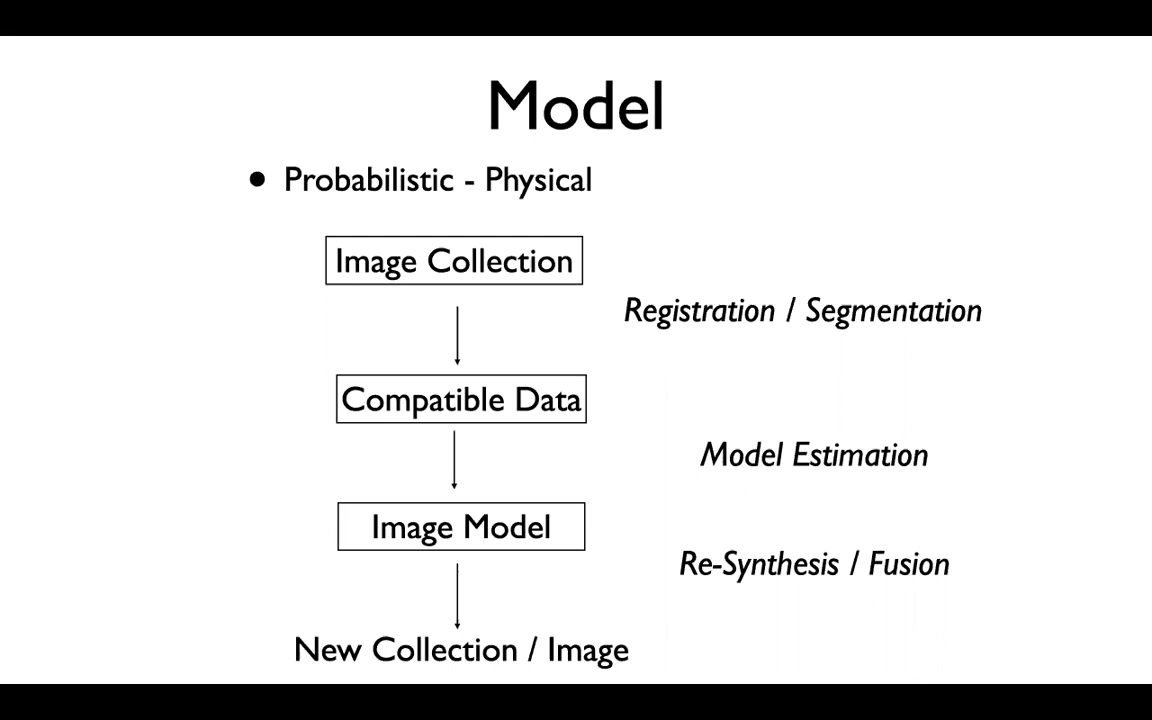 Model
• Probabilistic - Physical
Image Collection
Registration / Segmentation
Compatible Data
Model Estimation
Image Model
Re-Synthesis / Fusion
New Collection / Image